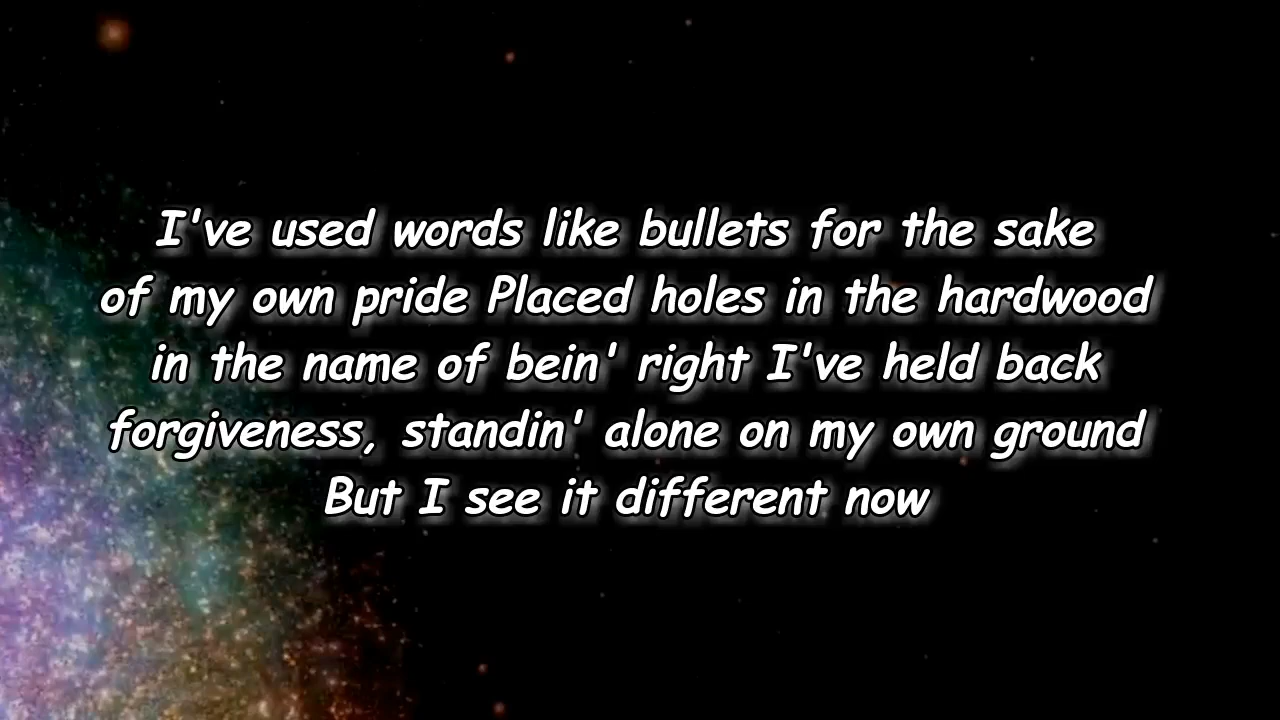 I've used words like bullets for the sake
of my own pride Placed holes in the hardwood
in the name of bein' right I've held back
forgiveness, standin' alone on my own ground
But I see it different now